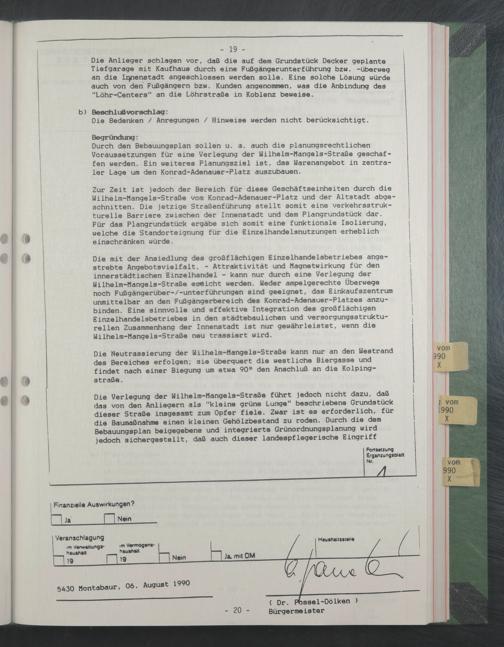 - 19 -
Die Anlieger schlagen vor, daß die auf dem Grundstück Decker geplante
Tiefgarage mit Kaufhaus durch eine Fußgängerunterführung bzw. -überweg
an die Innenstadt angeschlossen werden solle. Eine solche Lösung würde
auch von den Fußgängern bzw. Kunden angenommen, was die Anbindung des
"Löhr-Centers" an die Löhrstraße in Koblenz beweise.
b) Beschlußvorschlag:
Die Bedenken / Anregungen / Hinweise werden nicht berücksichtigt.
Begründung:
Durch den Bebauungsplan sollen u. a. auch die planungsrechtlichen
Voraussetzungen für eine Verlegung der Wilhelm-Mangels-Straße geschaf-
fen werden. Ein weiteres Planungsziel ist, das Warenangebot in zentra-
ler Lage um den Konrad-Adenauer-Platz auszubauen.
Zur Zeit ist jedoch der Bereich für diese Geschäftseinheiten durch die
Wilhelm-Mangels-Straße vom Konrad-Adenauer-Platz und der Altstadt abge-
schnitten. Die jetzige Straßenführung stellt somit eine verkehrsstruk-
turelle Barriere zwischen der Innenstadt und dem Plangrundstück dar.
Für das Plangrundstück ergäbe sich somit eine funktionale Isolierung,
welche die Standorteignung für die Einzelhandelsnutzungen erheblich
einschränken würde.
Die mit der Ansiedlung des großflächigen Einzelhandelsbetriebes ange-
strebte Angebotsvielfalt, - Attraktivität und Magnetwirkung für den
innerstädtischen Einzelhandel - kann nur durch eine Verlegung der
Wilhelm-Mangels-Straße ermöglicht werden. Weder ampelgerechte Überwege
noch Fußgängerüber-/-unterführungen sind geeignet, das Einkaufszentrum
unmittelbar an den Fußgängerbereich des Konrad-Adenauer-Platzes anzu-
binden. Eine sinnvolle und effektive Integration des großflächigen
Einzelhandelsbetriebes in den städtebaulichen und versorgungsstruktu-
rellen Zusammenhang der Innenstadt ist nur gewährleistet, wenn die
Wilhelm-Mangels-Straße neu trassiert wird.
Die Neutrassierung der Wilhelm-Mangels-Straße kann nur an den Westrand
des Bereiches erfolgen; sie überquert die westliche Biergasse und
findet nach einer Biegung um etwa 90° den Anschluß an die Kolping-
straße.
Die Verlegung der Wilhelm-Mangels-Straße führt jedoch nicht dazu, daß
das von den Anliegern als "kleine grüne Lunge" beschriebene Grundstück
dieser Straße insgesamt zum Opfer fiele. Zwar ist es erforderlich, für
die Baumaßnahme einen kleinen Gehölzbestand zu roden. Durch die dem
Bebauungsplan beigegebene und integrierte Grünordnungsplanung wird
jedoch sichergestellt, daß auch dieser landespflegerische Eingriff
Fortsetzung
Ergänzungsblatt
Nr.
1
Finanzielle Auswirkungen?
Ja Nein
Veranschlagung
im Verwaltungs-
haushalt
19
im Vermögens-
haushalt
19
Nein
Ja, mit DM
Haushaltsstelle
5430 Montabaur, 06. August 1990
( Dr. Possel-Dölken )
Bürgermeister
- 20 -
vom
990
X
vom
990
X
vom
990
X